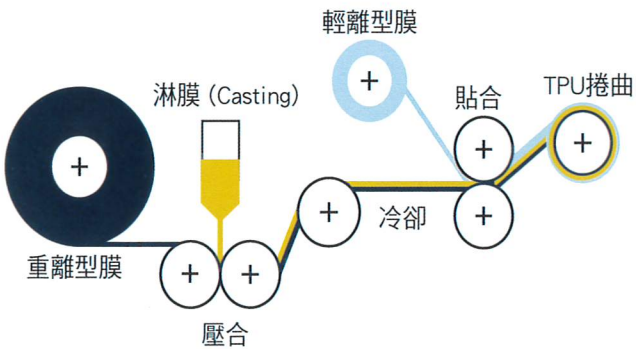 輕離型膜
淋膜（Casting）
貼合
TPU捲曲
冷卻
重離型膜
壓合